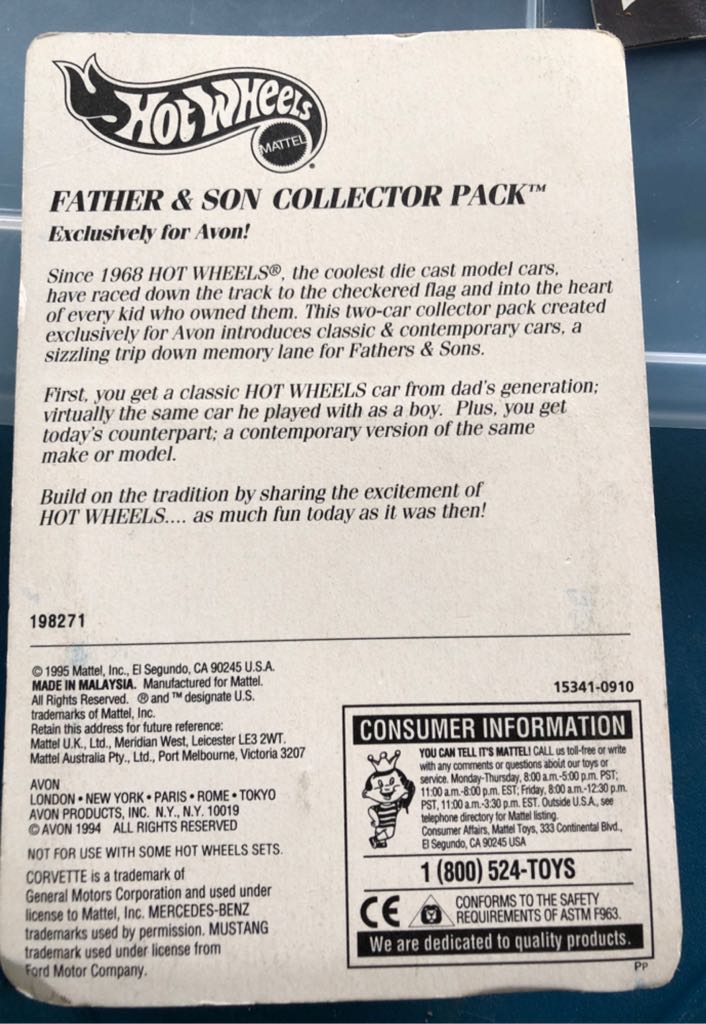 HOT WHEELS
MATTEL
FATHER & SON COLLECTOR PACK™
Exclusively for Avon!
Since 1968 HOT WHEELS®, the coolest die cast model cars,
have raced down the track to the checkered flag and into the heart
of every kid who owned them. This two-car collector pack created
exclusively for Avon introduces classic & contemporary cars, a
sizzling trip down memory lane for Fathers & Sons.
First, you get a classic HOT WHEELS car from dad's generation;
virtually the same car he played with as a boy. Plus, you get
today's counterpart; a contemporary version of the same
make or model.
Build on the tradition by sharing the excitement of
HOT WHEELS.... as much fun today as it was then!
198271
© 1995 Mattel, Inc., El Segundo, CA 90245 U.S.A.
MADE IN MALAYSIA. Manufactured for Mattel.
All Rights Reserved. ® and ™ designate U.S.
trademarks of Mattel, Inc.
Retain this address for future reference:
Mattel U.K., Ltd., Meridian West, Leicester LE3 2WT.
Mattel Australia Pty., Ltd., Port Melbourne, Victoria 3207
AVON
LONDON • NEW YORK • PARIS • ROME • TOKYO
AVON PRODUCTS, INC. N.Y., N.Y. 10019
© AVON 1994 ALL RIGHTS RESERVED
NOT FOR USE WITH SOME HOT WHEELS SETS.
CORVETTE is a trademark of
General Motors Corporation and used under
license to Mattel, Inc. MERCEDES-BENZ
trademarks used by permission. MUSTANG
trademark used under license from
Ford Motor Company.
15341-0910
CONSUMER INFORMATION
YOU CAN TELL IT'S MATTEL! CALL us toll-free or write
with any comments or questions about our toys or
service. Monday-Thursday, 8:00 a.m.-5:00 p.m. PST;
11:00 a.m.-8:00 p.m. EST; Friday, 8:00 a.m.-12:30 p.m.
PST, 11:00 a.m.-3:30 p.m. EST. Outside U.S.A., see
telephone directory for Mattel listing.
Consumer Affairs, Mattel Toys, 333 Continental Blvd.,
El Segundo, CA 90245 USA
1 (800) 524-TOYS
CE
CONFORMS TO THE SAFETY
REQUIREMENTS OF ASTM F963.
We are dedicated to quality products.
PP